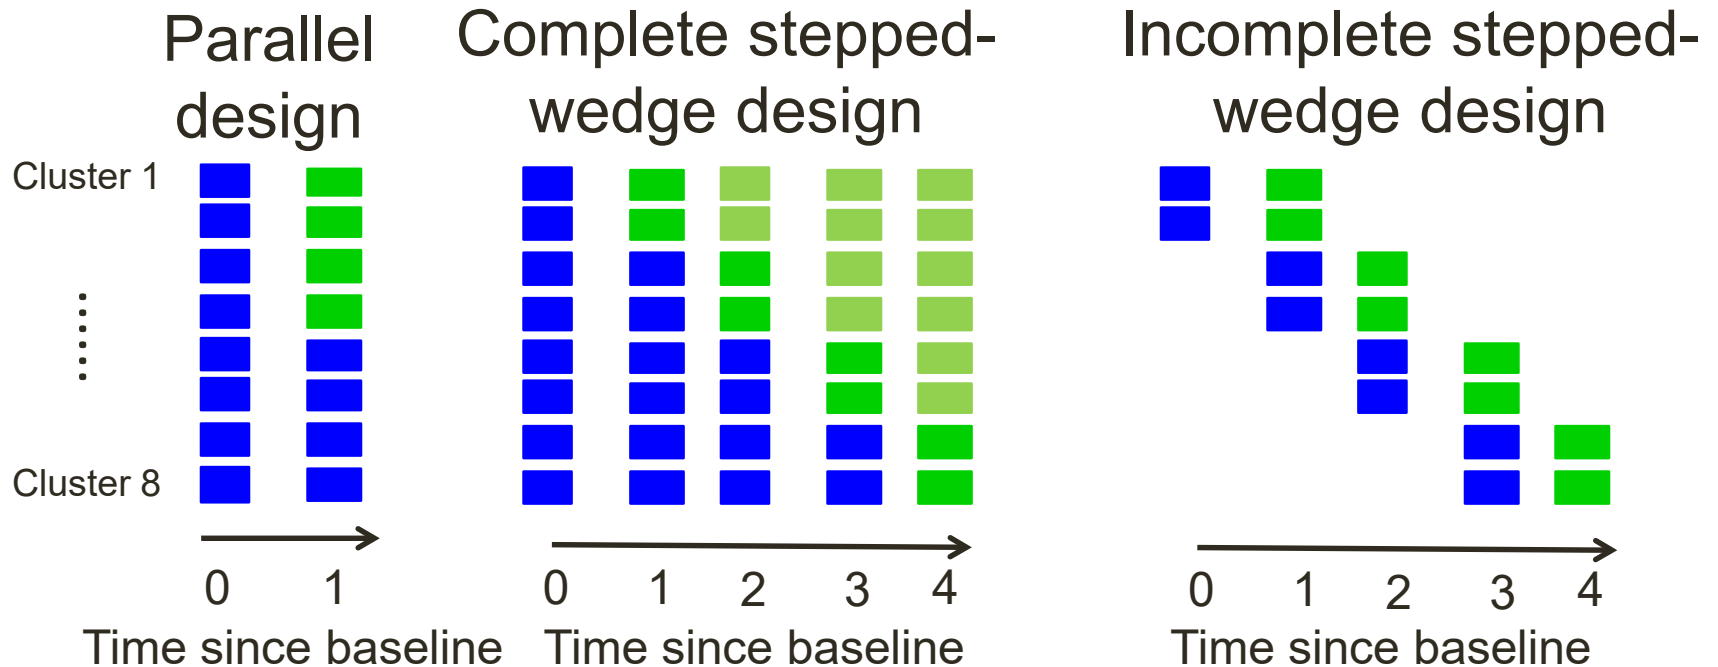 Parallel
design
Complete stepped-
wedge design
Incomplete stepped-
wedge design
Cluster 1
Cluster 8
0 1
Time since baseline
0 1 2 3 4
Time since baseline
0 1 2 3 4
Time since baseline